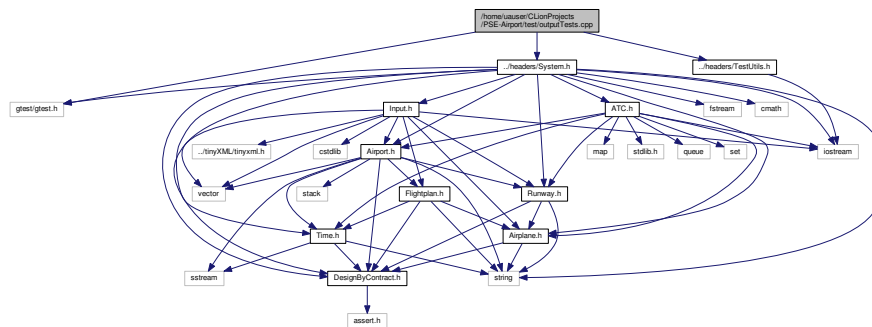 /home/uauser/CLionProjects
/PSE-Airport/test/outputTests.cpp
../headers/System.h
../headers/TestUtils.h
gtest/gtest.h
Input.h
ATC.h
fstream
cmath
../tinyXML/tinyxml.h
cstdlib
Airport.h
map
stdlib.h
queue
set
iostream
vector
stack
Flightplan.h
Runway.h
Time.h
Airplane.h
sstream
DesignByContract.h
string
assert.h